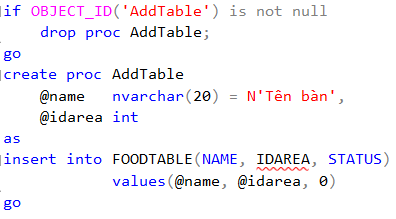 if OBJECT_ID('AddTable') is not null
drop proc AddTable;
go
create proc AddTable
@name nvarchar(20) = N'Tên bàn',
@idarea int
as
insert into FOODTABLE(NAME, IDAREA, STATUS)
values(@name, @idarea, 0)
go